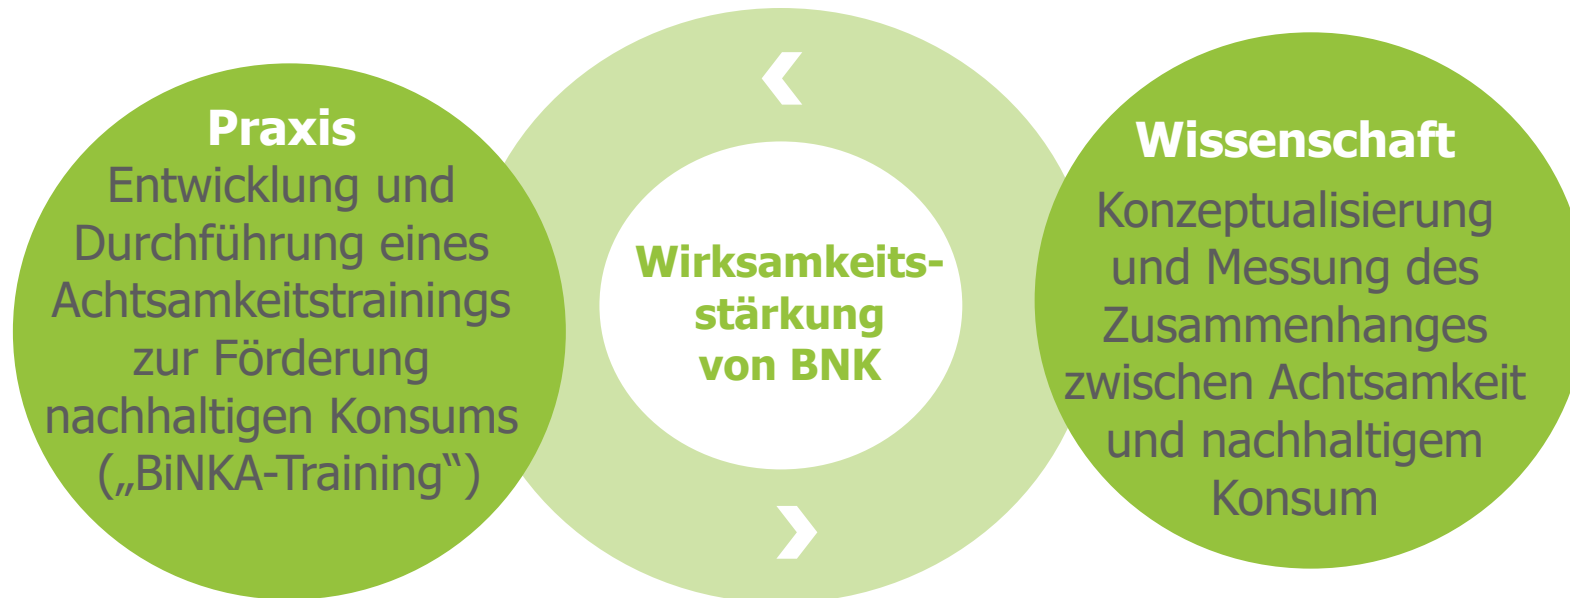 Praxis
Entwicklung und
Durchführung eines
Achtsamkeitstrainings
zur Förderung
nachhaltigen Konsums
(„BiNKA-Training“)
Wirksamkeits-
stärkung
von BNK
Wissenschaft
Konzeptualisierung
und Messung des
Zusammenhanges
zwischen Achtsamkeit
und nachhaltigem
Konsum